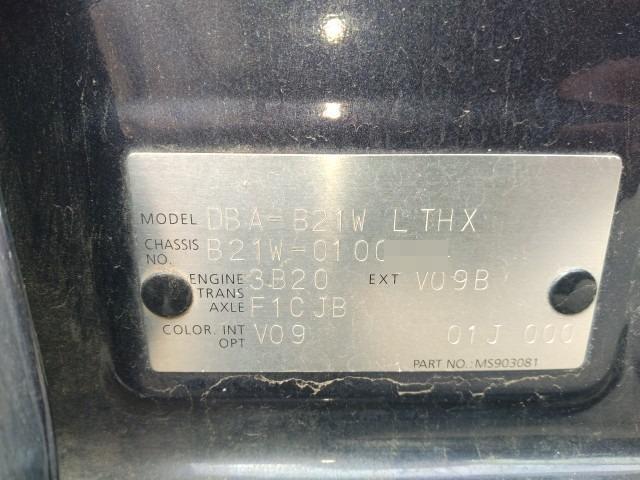 MODEL DBA-B21W LTHX
CHASSIS NO. B21W-0100
ENGINE 3B20 EXT V09B
TRANS AXLE F1CJB
COLOR. INT OPT V09 01J 000
PART NO.: MS903081